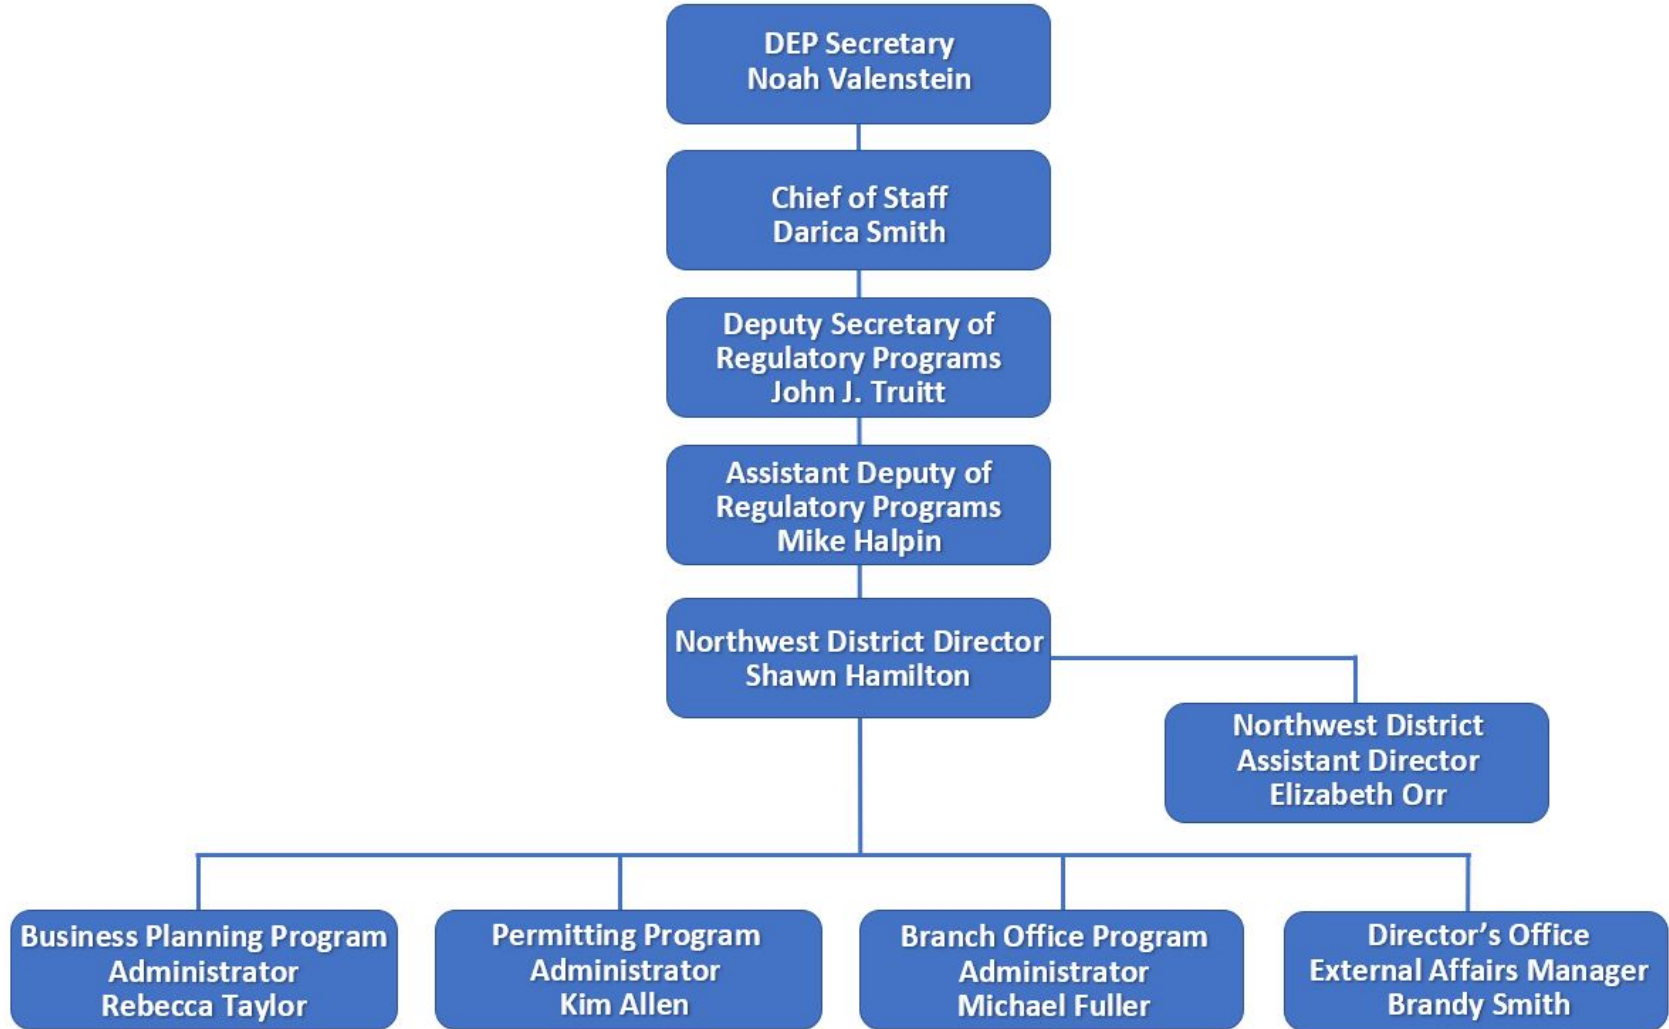 DEP Secretary
Noah Valenstein
Chief of Staff
Darica Smith
Deputy Secretary of
Regulatory Programs
John J. Truitt
Assistant Deputy of
Regulatory Programs
Mike Halpin
Northwest District Director
Shawn Hamilton
Northwest District
Assistant Director
Elizabeth Orr
Business Planning Program
Administrator
Rebecca Taylor
Permitting Program
Administrator
Kim Allen
Branch Office Program
Administrator
Michael Fuller
Director’s Office
External Affairs Manager
Brandy Smith